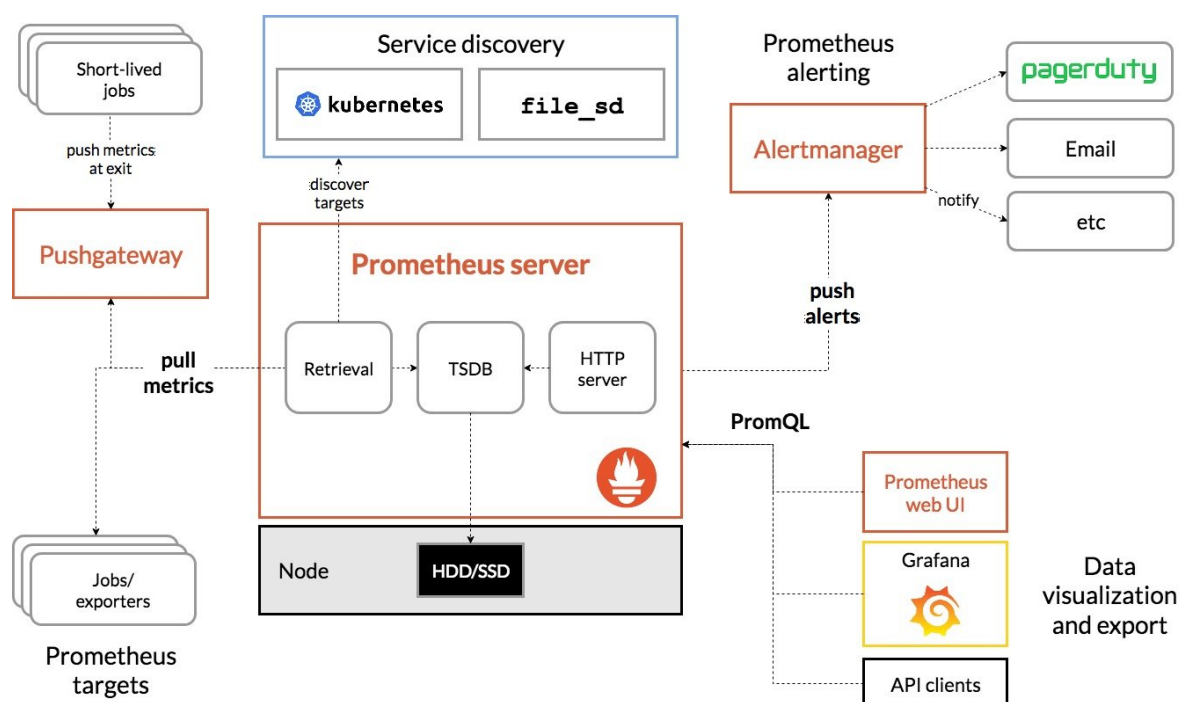 Short-lived
jobs
push metrics
at exit
Pushgateway
pull
metrics
Jobs/
exporters
Prometheus
targets
Service discovery
kubernetes
file_sd
discover
targets
Prometheus server
Retrieval
TSDB
HTTP
server
Node
HDD/SSD
Prometheus
alerting
Alertmanager
pagerduty
Email
notify
etc
push
alerts
PromQL
Prometheus
web UI
Grafana
API clients
Data
visualization
and export